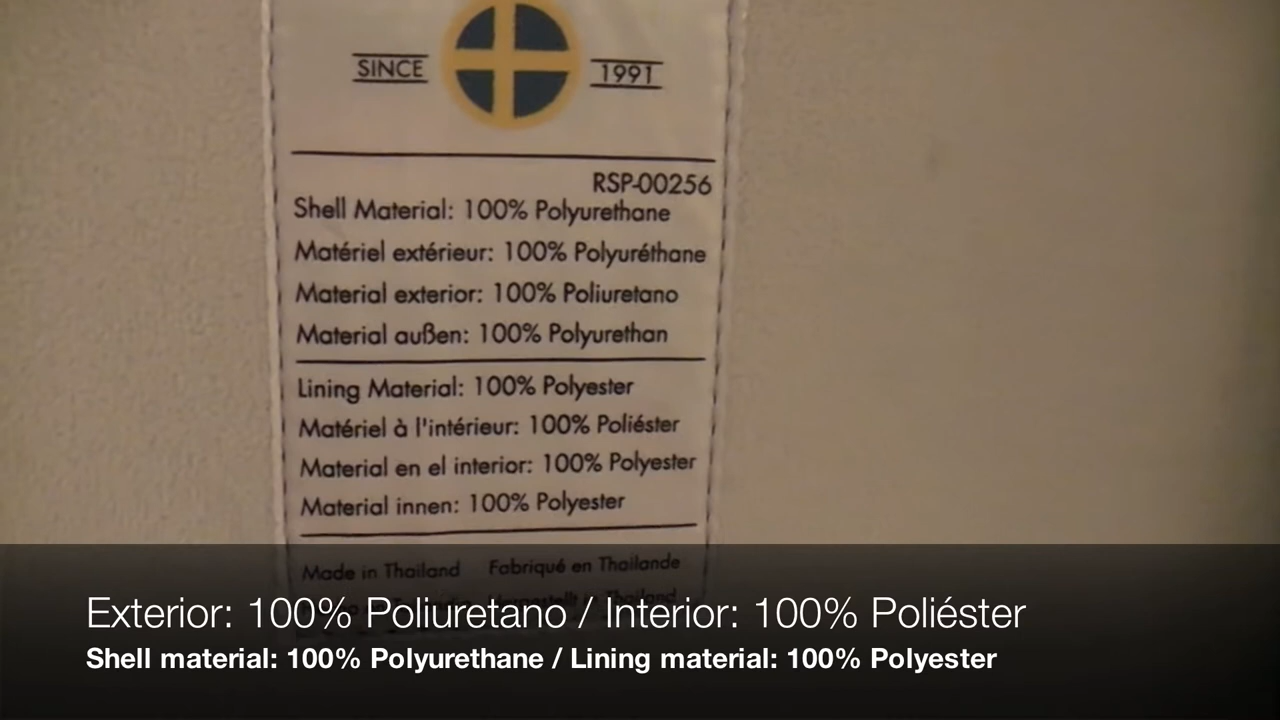 SINCE 1991
RSP-00256
Shell Material: 100% Polyurethane
Matériel extérieur: 100% Polyuréthane
Material exterior: 100% Poliuretano
Material außen: 100% Polyurethan
Lining Material: 100% Polyester
Matériel à l'intérieur: 100% Poliéster
Material en el interior: 100% Polyester
Material innen: 100% Polyester
Made in Thailand Fabriqué en Thailande
Hergestellt in Thailand
Exterior: 100% Poliuretano / Interior: 100% Poliéster
Shell material: 100% Polyurethane / Lining material: 100% Polyester